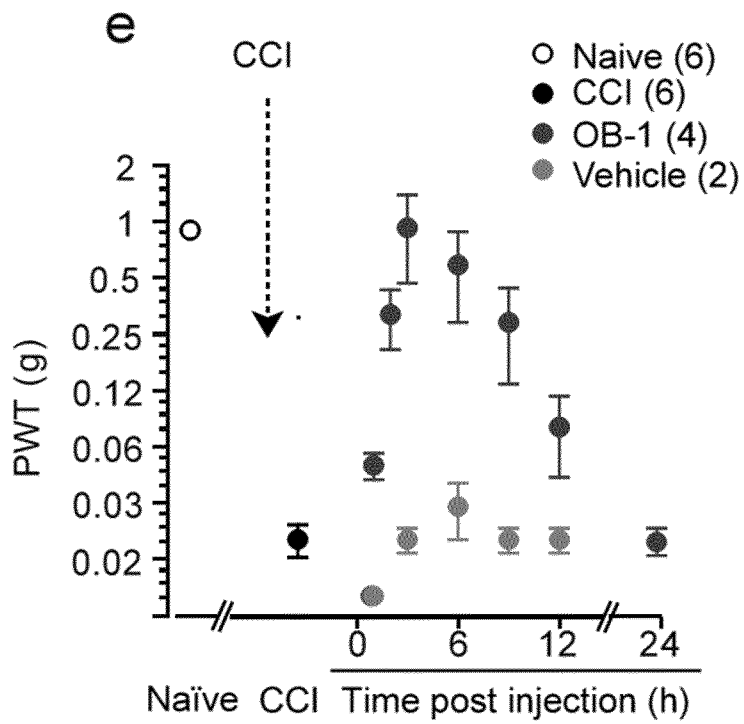 e
CCI
Naive (6)
CCI (6)
OB-1 (4)
Vehicle (2)
PWT (g)
2
1
0.5
0.25
0.12
0.06
0.03
0.02
0 6 12 24
Naïve CCI Time post injection (h)